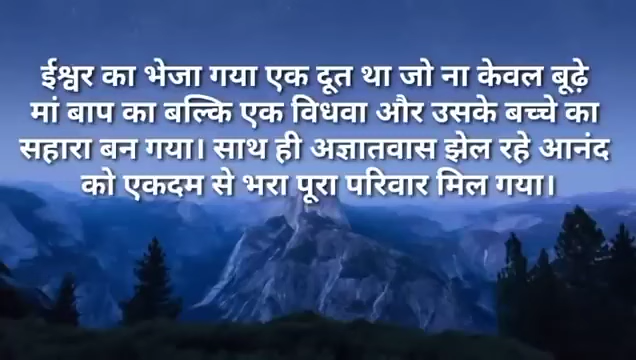 ईश्वर का भेजा गया एक दूत था जो ना केवल बूढ़े
मां बाप का बल्कि एक विधवा और उसके बच्चे का
सहारा बन गया। साथ ही अज्ञातवास झेल रहे आनंद
को एकदम से भरा पूरा परिवार मिल गया।